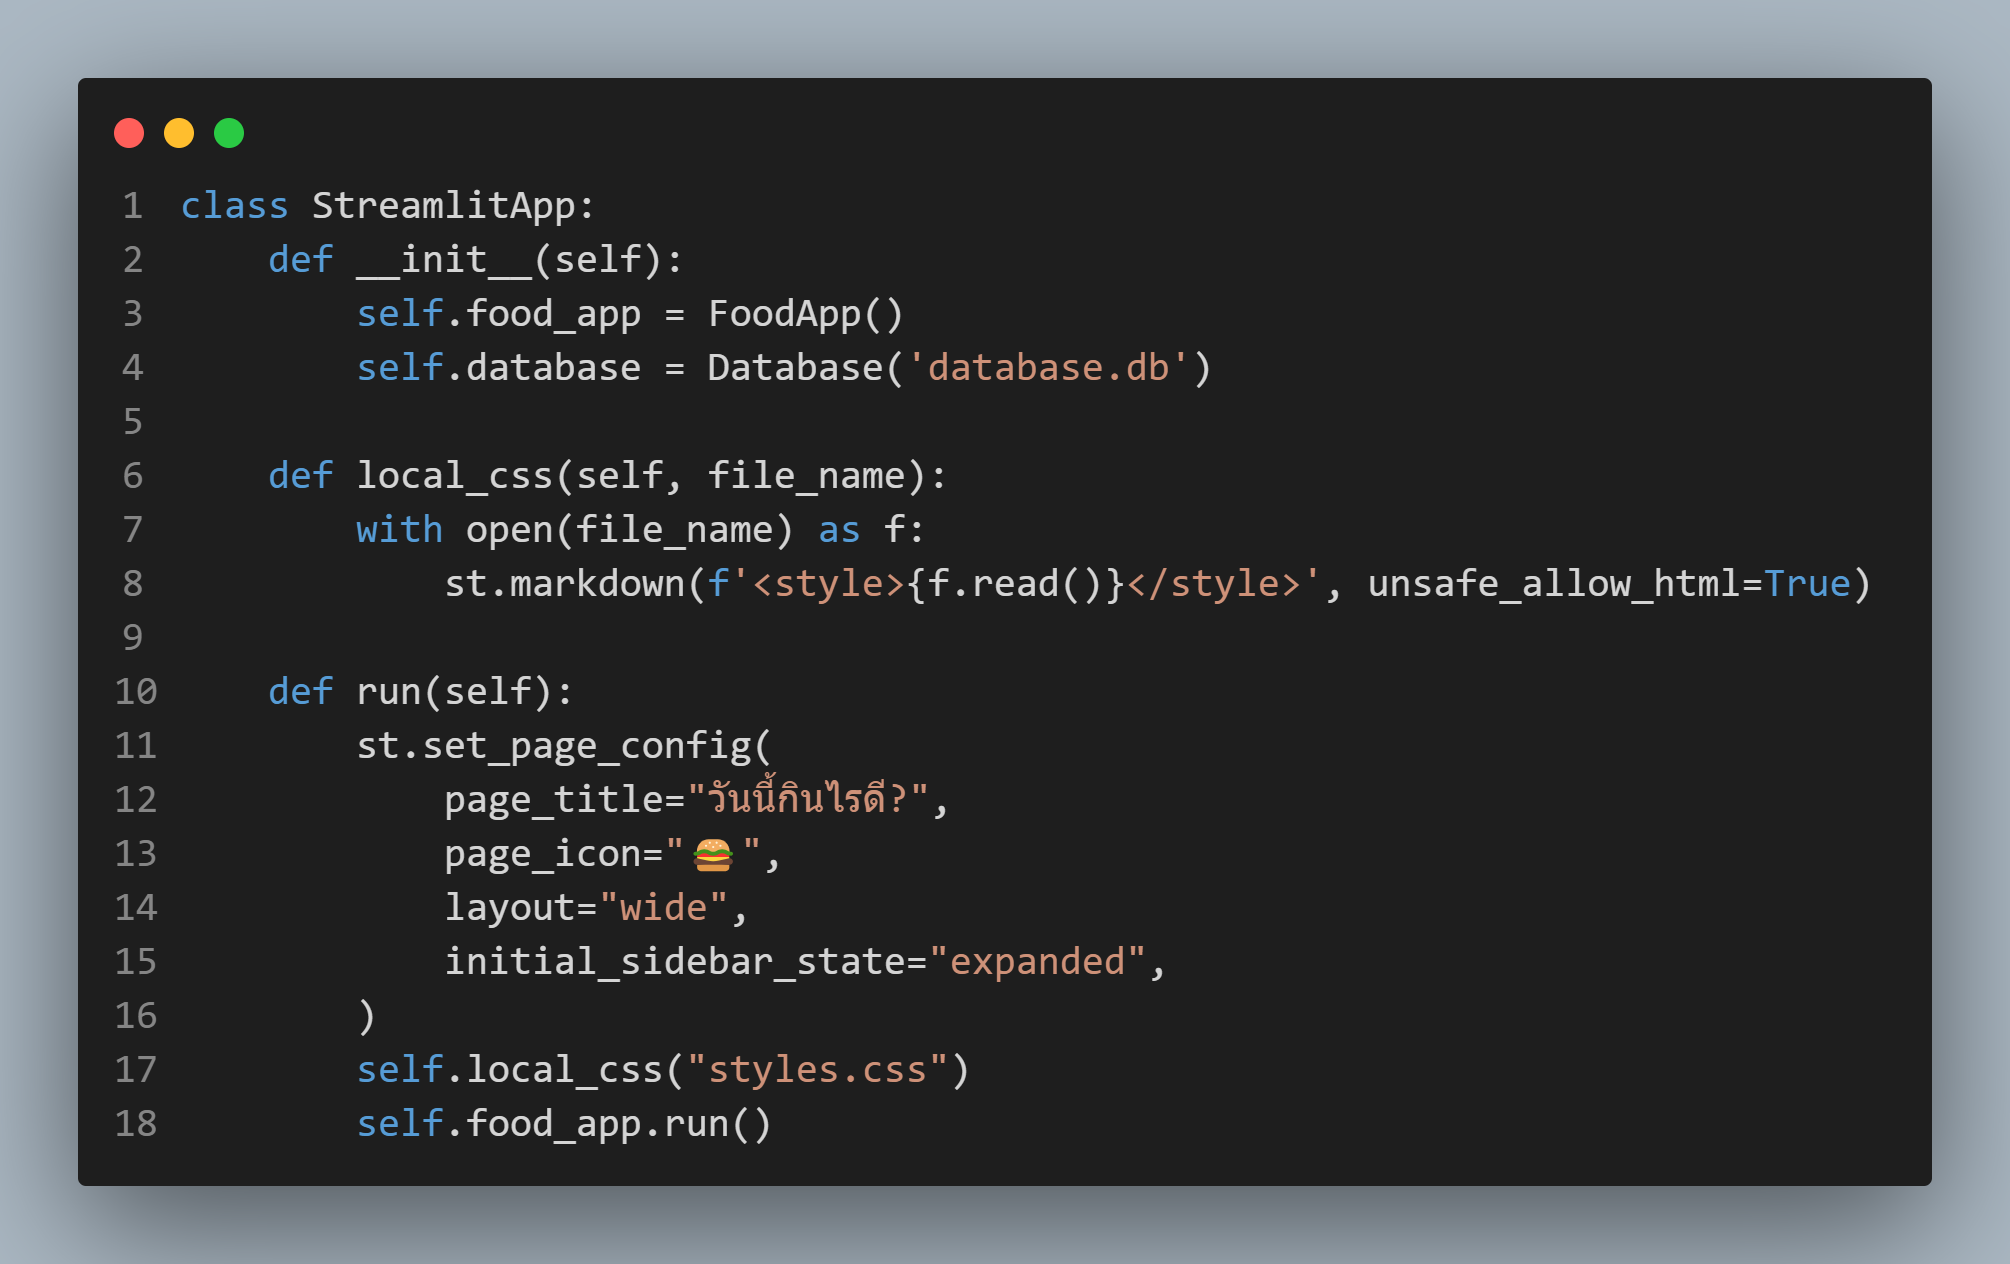 1 class StreamlitApp:
2     def __init__(self):
3         self.food_app = FoodApp()
4         self.database = Database('database.db')
5
6     def local_css(self, file_name):
7         with open(file_name) as f:
8             st.markdown(f'<style>{f.read()}</style>', unsafe_allow_html=True)
9
10     def run(self):
11         st.set_page_config(
12             page_title="วันนี้กินไรดี?",
13             page_icon="🍔",
14             layout="wide",
15             initial_sidebar_state="expanded",
16         )
17         self.local_css("styles.css")
18         self.food_app.run()